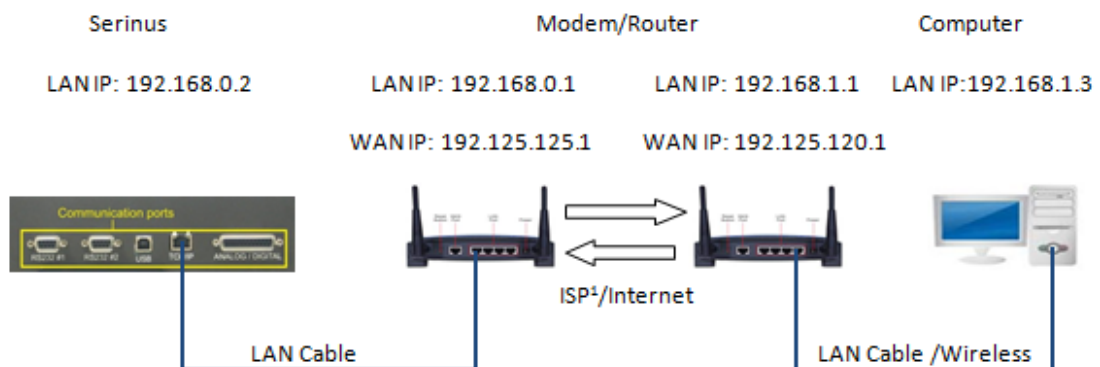 Serinus
Modem/Router
Computer
LAN IP: 192.168.0.2
LAN IP: 192.168.0.1
LAN IP: 192.168.1.1
LAN IP:192.168.1.3
WAN IP: 192.125.125.1
WAN IP: 192.125.120.1
Communication ports
RS232 #1
RS232 #2
USB
TCP/IP
ANALOG / DIGITAL
ISP¹/Internet
LAN Cable
LAN Cable /Wireless